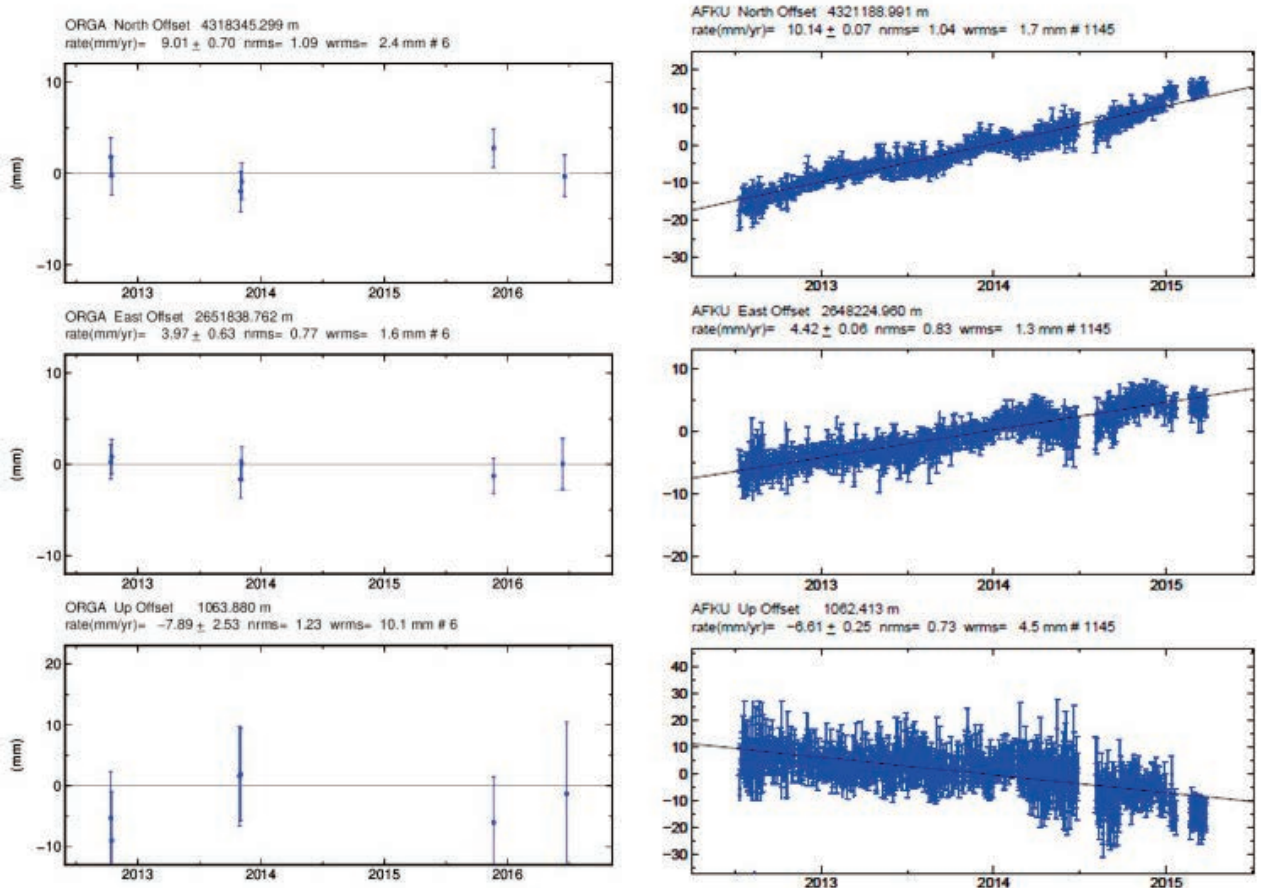 ORGA North Offset 4318345.299 m
rate(mm/yr)= 9.01 ± 0.70 nrms= 1.09 wrms= 2.4 mm # 6
10
0
−10
(mm)
2013 2014 2015 2016
ORGA East Offset 2651838.762 m
rate(mm/yr)= 3.97 ± 0.63 nrms= 0.77 wrms= 1.6 mm # 6
10
0
−10
(mm)
2013 2014 2015 2016
ORGA Up Offset 1063.880 m
rate(mm/yr)= −7.89 ± 2.53 nrms= 1.23 wrms= 10.1 mm # 6
20
10
0
−10
(mm)
2013 2014 2015 2016
AFKU North Offset 4321188.991 m
rate(mm/yr)= 10.14 ± 0.07 nrms= 1.04 wrms= 1.7 mm # 1145
20
10
0
−10
−20
−30
2013 2014 2015
AFKU East Offset 2648224.960 m
rate(mm/yr)= 4.42 ± 0.06 nrms= 0.83 wrms= 1.3 mm # 1145
10
0
−10
−20
2013 2014 2015
AFKU Up Offset 1062.413 m
rate(mm/yr)= −6.61 ± 0.25 nrms= 0.73 wrms= 4.5 mm # 1145
40
30
20
10
0
−10
−20
−30
2013 2014 2015